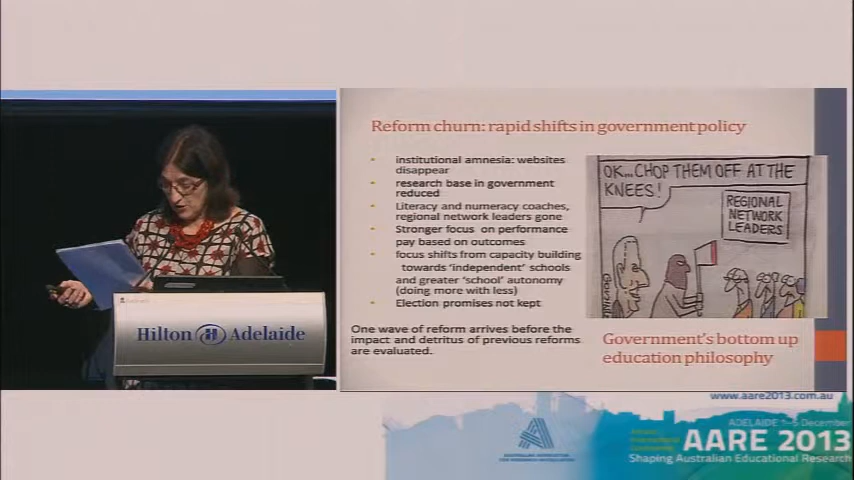 Reform churn: rapid shifts in government policy
institutional amnesia: websites
disappear
research base in government
reduced
Literacy and numeracy coaches,
regional network leaders gone
Stronger focus on performance
pay based on outcomes
focus shifts from capacity building
towards 'independent' schools
and greater 'school' autonomy
(doing more with less)
Election promises not kept
One wave of reform arrives before the
impact and detritus of previous reforms
are evaluated.
OK...CHOP THEM OFF AT THE
KNEES!
REGIONAL
NETWORK
LEADERS
Government's bottom up
education philosophy
Hilton H Adelaide
www.aare2013.com.au
ADELAIDE 1-5 December
AARE 2013
Shaping Australian Educational Research